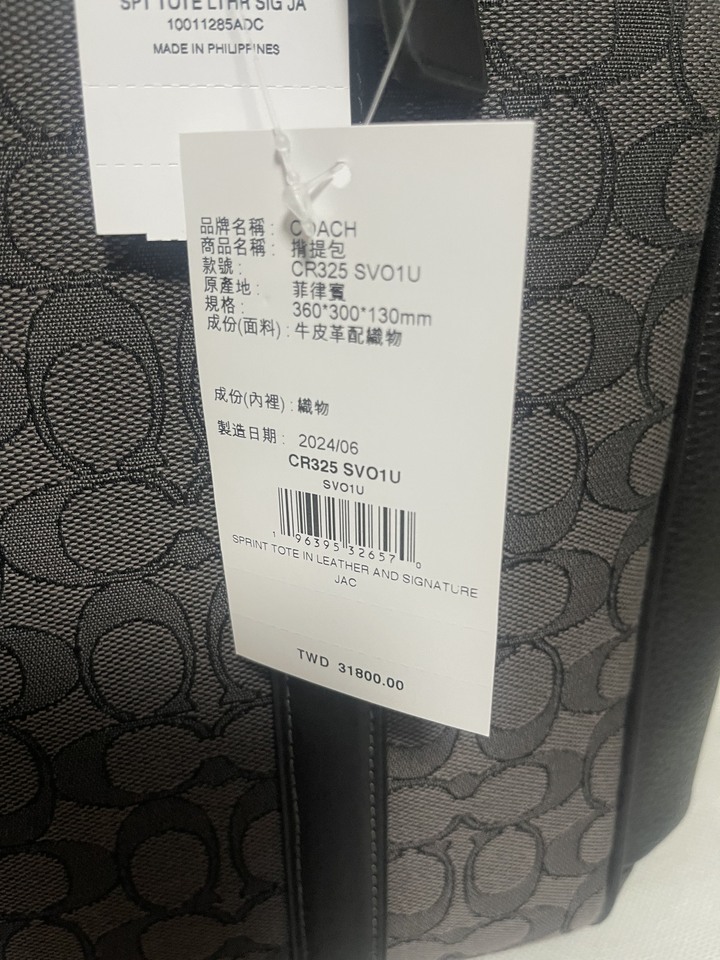 SPT TOTE LTHR SIG JA
10011285ADC
MADE IN PHILIPPINES
品牌名稱： COACH
商品名稱： 揹提包
款號： CR325 SVO1U
原產地： 菲律賓
規格： 360*300*130mm
成份(面料)：牛皮革配織物
成份(內裡)：織物
製造日期： 2024/06
CR325 SVO1U
SVO1U
1 96395 32657 0
SPRINT TOTE IN LEATHER AND SIGNATURE
JAC
TWD 31800.00